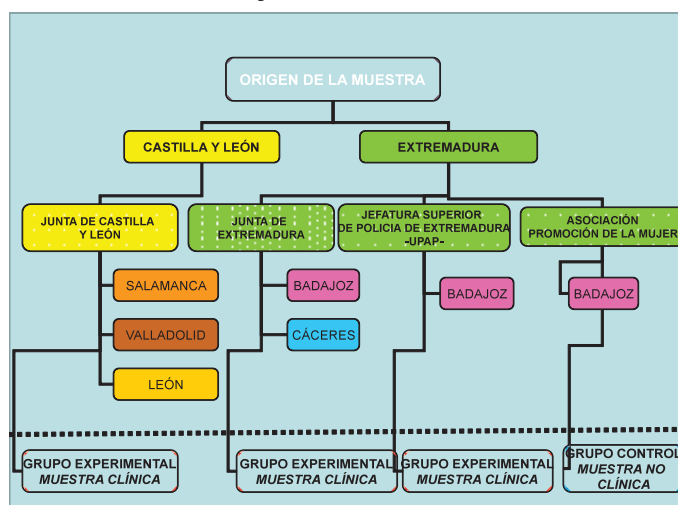 ORIGEN DE LA MUESTRA
CASTILLA Y LEÓN
EXTREMADURA
JUNTA DE CASTILLA
Y LEÓN
JUNTA DE
EXTREMADURA
JEFATURA SUPERIOR
DE POLICIA DE EXTREMADURA
-UPAP-
ASOCIACIÓN
PROMOCIÓN DE LA MUJER
SALAMANCA
BADAJOZ
BADAJOZ
BADAJOZ
VALLADOLID
CÁCERES
LEÓN
GRUPO EXPERIMENTAL
MUESTRA CLÍNICA
GRUPO EXPERIMENTAL
MUESTRA CLÍNICA
GRUPO EXPERIMENTAL
MUESTRA CLÍNICA
GRUPO CONTROL
MUESTRA NO
CLÍNICA